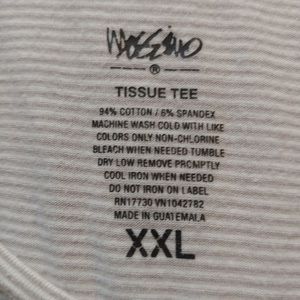 mossimo
®
TISSUE TEE
94% COTTON / 6% SPANDEX
MACHINE WASH COLD WITH LIKE
COLORS ONLY NON-CHLORINE
BLEACH WHEN NEEDED TUMBLE
DRY LOW REMOVE PROMPTLY
COOL IRON WHEN NEEDED
DO NOT IRON ON LABEL
RN17730 VN1042782
MADE IN GUATEMALA
XXL